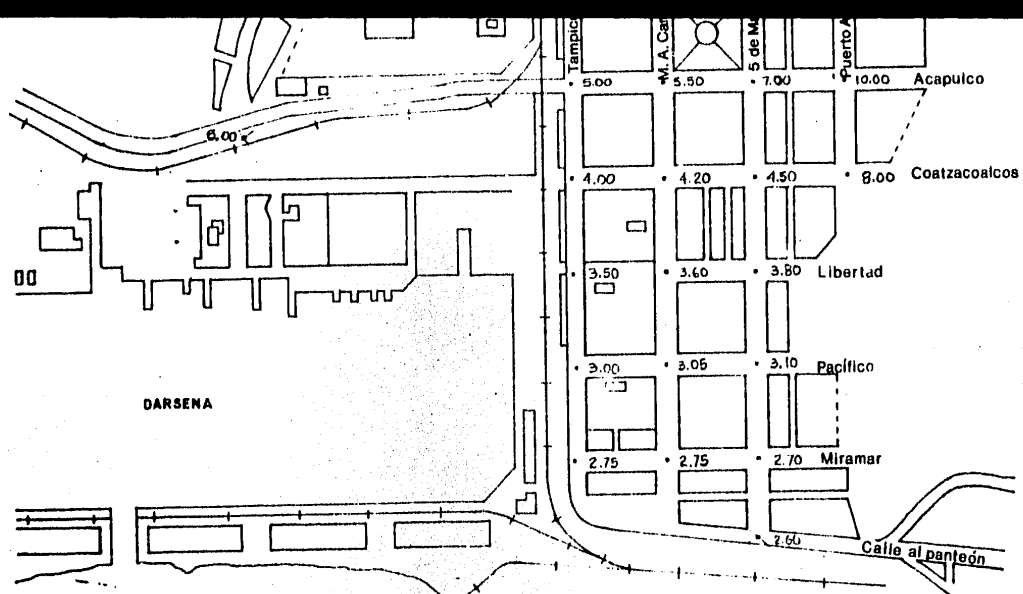 Tampico
M. A. Car
5 de Ma
Puerto A
5.00 5.50 7.00 10.00 Acapulco
6.00
4.00 4.20 4.50 8.00 Coatzacoalcos
3.50 3.60 3.80 Libertad
3.00 3.05 3.10 Pacífico
DARSENA
2.75 2.75 2.70 Miramar
2.60 Calle al panteón